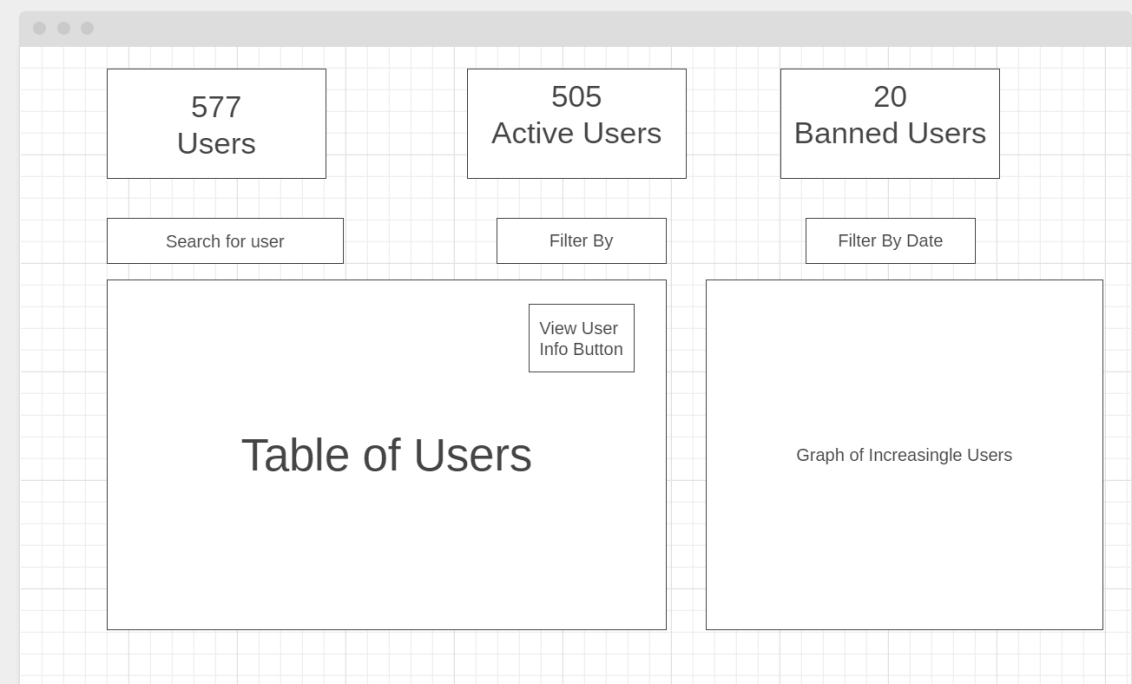 577
Users
505
Active Users
20
Banned Users
Search for user
Filter By
Filter By Date
View User
Info Button
Table of Users
Graph of Increasingle Users